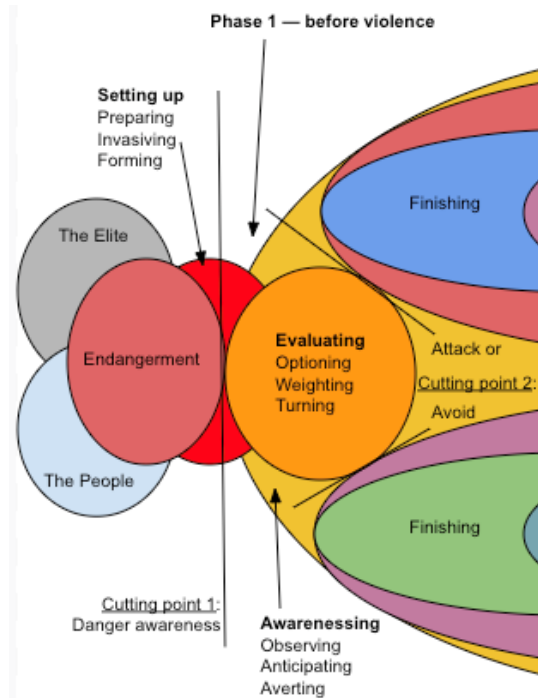 Phase 1 — before violence
Setting up
Preparing
Invasiving
Forming
The Elite
Endangerment
The People
Evaluating
Optioning
Weighting
Turning
Finishing
Attack or
Cutting point 2:
Avoid
Finishing
Cutting point 1:
Danger awareness
Awarenessing
Observing
Anticipating
Averting